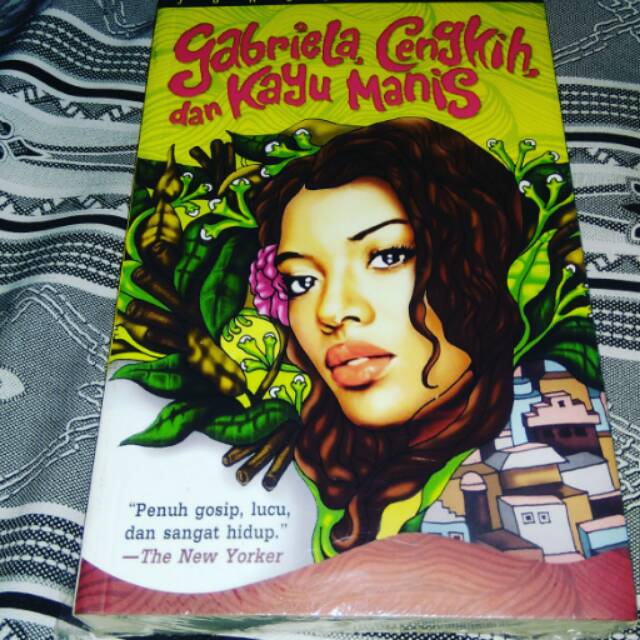 Gabriela, Cengkih,
dan Kayu Manis
“Penuh gosip, lucu,
dan sangat hidup.”
—The New Yorker